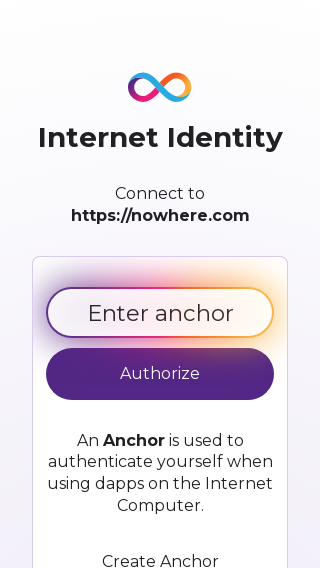 Internet Identity
Connect to
https://nowhere.com
Enter anchor
Authorize
An Anchor is used to
authenticate yourself when
using dapps on the Internet
Computer.
Create Anchor